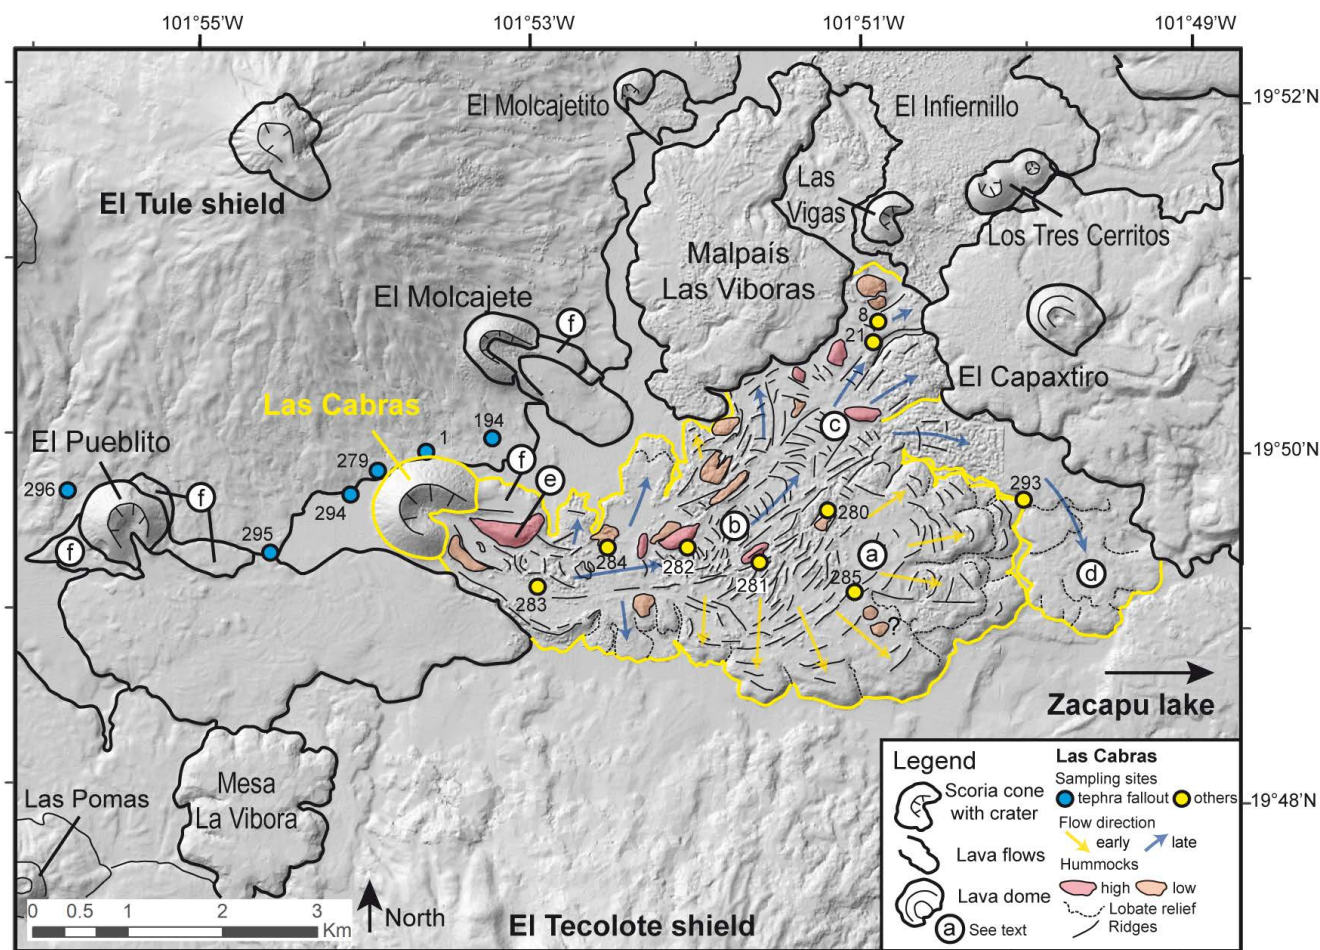 101°55'W
101°53'W
101°51'W
101°49'W
19°52'N
El Molcajetito
El Infiernillo
El Tule shield
Las
Vigas
Los Tres Cerritos
Malpaís
Las Viboras
El Molcajete
f
8
21
El Capaxtiro
Las Cabras
El Pueblito
194
1
279
c
19°50'N
f
e
296
294
f
293
280
b
295
f
284
282
a
281
285
d
283
?
Zacapu lake
Mesa
La Vibora
Las Pomas
19°48'N
0 0.5 1 2 3
Km
North
El Tecolote shield
Legend
Scoria cone
with crater
Lava flows
Lava dome
a See text
Las Cabras
Sampling sites
tephra fallout others
Flow direction
early late
Hummocks
high low
Lobate relief
Ridges